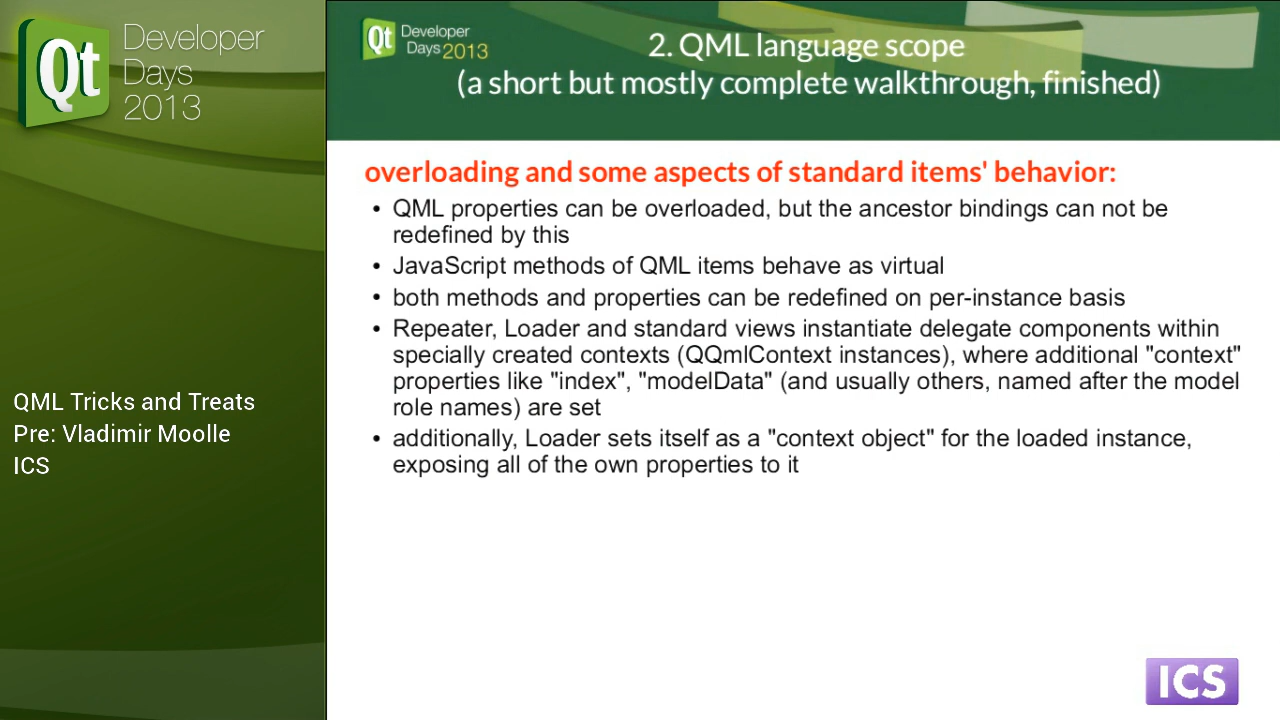 Qt
Developer
Days
2013
QML Tricks and Treats
Pre: Vladimir Moolle
ICS
Qt
Developer
Days 2013
2. QML language scope
(a short but mostly complete walkthrough, finished)
overloading and some aspects of standard items' behavior:
• QML properties can be overloaded, but the ancestor bindings can not be
redefined by this
• JavaScript methods of QML items behave as virtual
• both methods and properties can be redefined on per-instance basis
• Repeater, Loader and standard views instantiate delegate components within
specially created contexts (QQmlContext instances), where additional "context"
properties like "index", "modelData" (and usually others, named after the model
role names) are set
• additionally, Loader sets itself as a "context object" for the loaded instance,
exposing all of the own properties to it
ICS